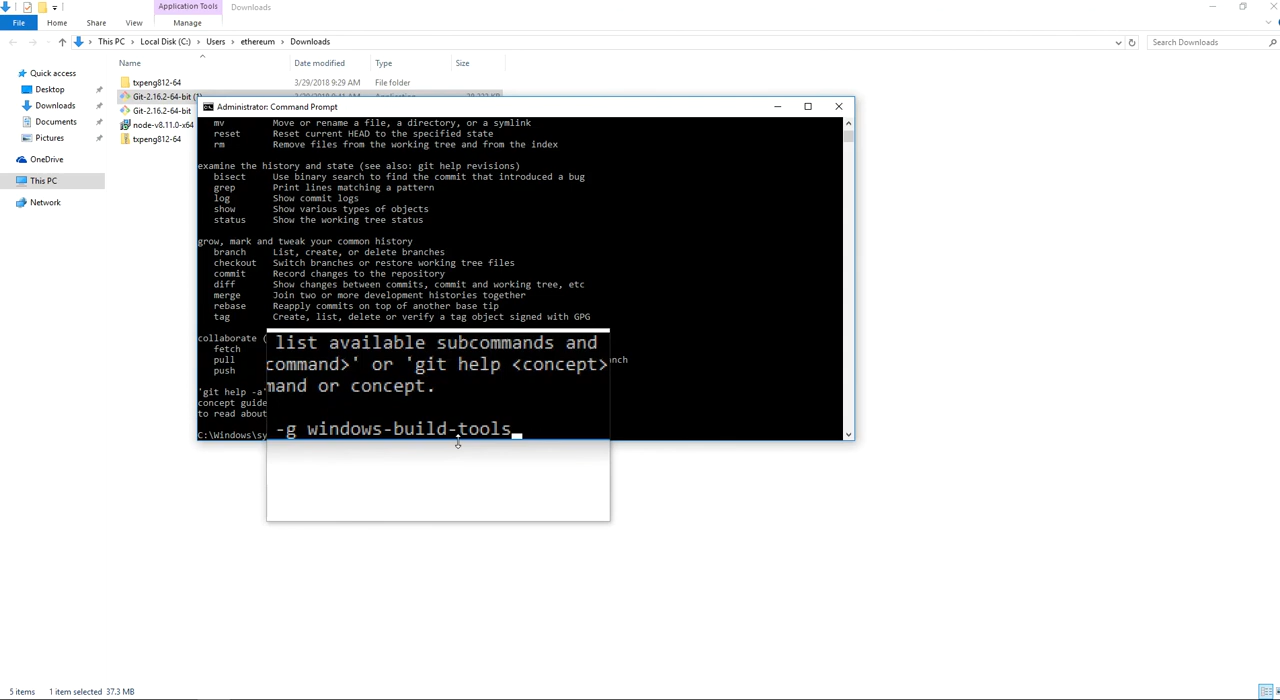 Application Tools
Downloads
File
Home
Share
View
Manage
This PC
Local Disk (C:)
Users
ethereum
Downloads
Search Downloads
Name
Date modified
Type
Size
Quick access
Desktop
Downloads
Documents
Pictures
OneDrive
This PC
Network
txpeng812-64
3/29/2018 9:29 AM
File folder
Git-2.16.2-64-bit (1)
Git-2.16.2-64-bit
node-v8.11.0-x64
txpeng812-64
Administrator: Command Prompt
mv Move or rename a file, a directory, or a symlink
reset Reset current HEAD to the specified state
rm Remove files from the working tree and from the index
examine the history and state (see also: git help revisions)
bisect Use binary search to find the commit that introduced a bug
grep Print lines matching a pattern
log Show commit logs
show Show various types of objects
status Show the working tree status
grow, mark and tweak your common history
branch List, create, or delete branches
checkout Switch branches or restore working tree files
commit Record changes to the repository
diff Show changes between commits, commit and working tree, etc
merge Join two or more development histories together
rebase Reapply commits on top of another base tip
tag Create, list, delete or verify a tag object signed with GPG
collaborate (
fetch
pull
push
'git help -a'
concept guide
to read about
C:\Windows\sy
list available subcommands and
command>' or 'git help <concept>
mand or concept.
-g windows-build-tools
5 items
1 item selected 37.3 MB